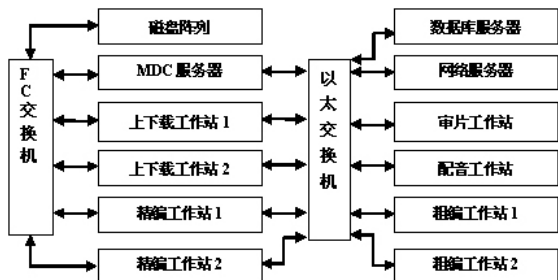 FC交换机
磁盘阵列
MDC 服务器
上下载工作站 1
上下载工作站 2
精编工作站 1
精编工作站 2
以太交换机
数据库服务器
网络服务器
审片工作站
配音工作站
粗编工作站 1
粗编工作站 2